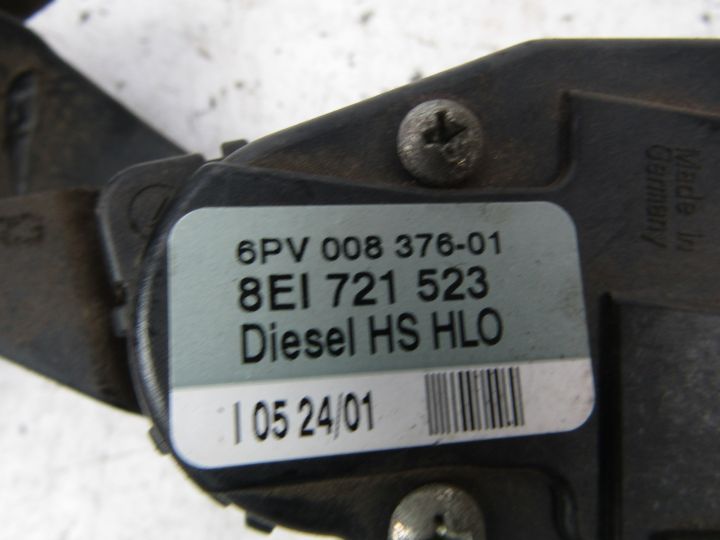 6PV 008 376-01
8EI 721 523
Diesel HS HLO
I 05 24/01
Made in
Germany